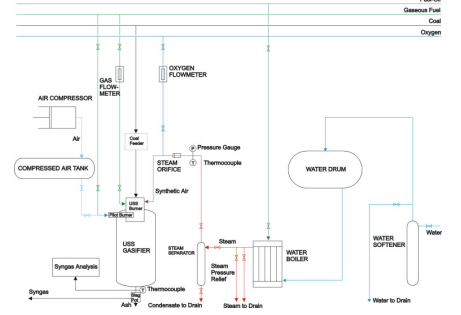 Fuel-Oil
Gaseous Fuel
Coal
Oxygen
GAS
FLOW-
METER
OXYGEN
FLOWMETER
AIR COMPRESSOR
Air
Coal
Feeder
Pressure Gauge
P
T
Thermocouple
STEAM
ORIFICE
COMPRESSED AIR TANK
WATER DRUM
Synthetic Air
USS
Burner
Pilot Burner
USS
GASIFIER
STEAM
SEPARATOR
Steam
WATER
BOILER
WATER
SOFTENER
Water
Syngas Analysis
Steam
Pressure
Relief
T
Thermocouple
Syngas
Slag
Pot
Ash
Condensate to Drain
Steam to Drain
Water to Drain